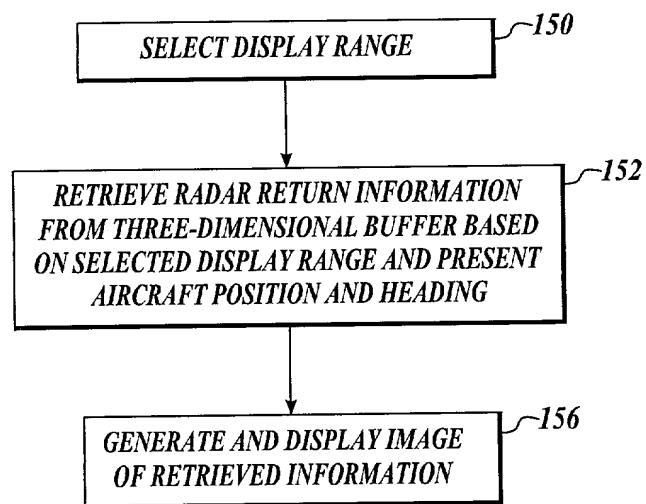 SELECT DISPLAY RANGE
150
RETRIEVE RADAR RETURN INFORMATION
FROM THREE-DIMENSIONAL BUFFER BASED
ON SELECTED DISPLAY RANGE AND PRESENT
AIRCRAFT POSITION AND HEADING
152
GENERATE AND DISPLAY IMAGE
OF RETRIEVED INFORMATION
156